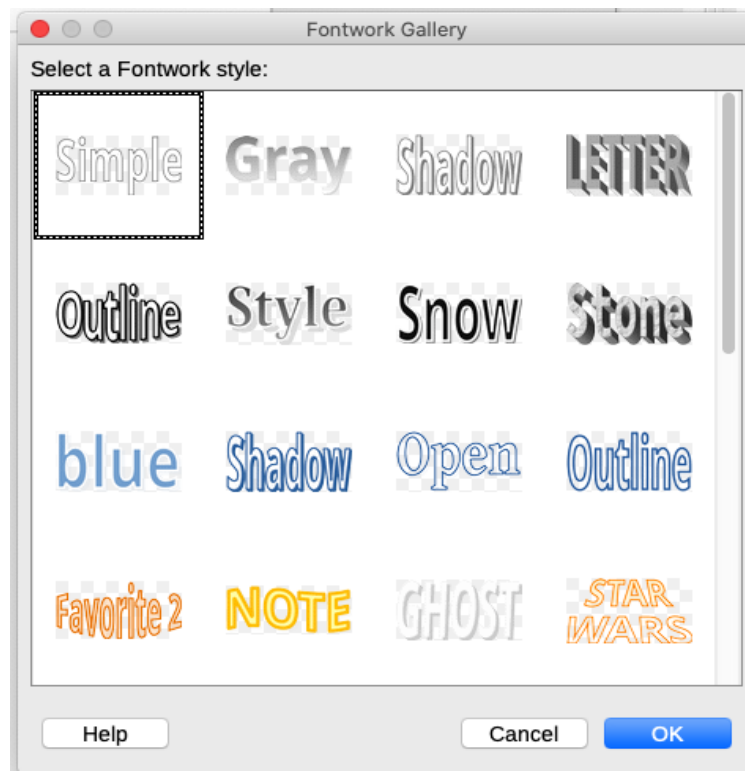 Fontwork Gallery
Select a Fontwork style:
Simple Gray Shadow LETTER
Outline Style Snow Stone
blue Shadow Open Outline
Favorite 2 NOTE GHOST STAR
WARS
Help Cancel OK